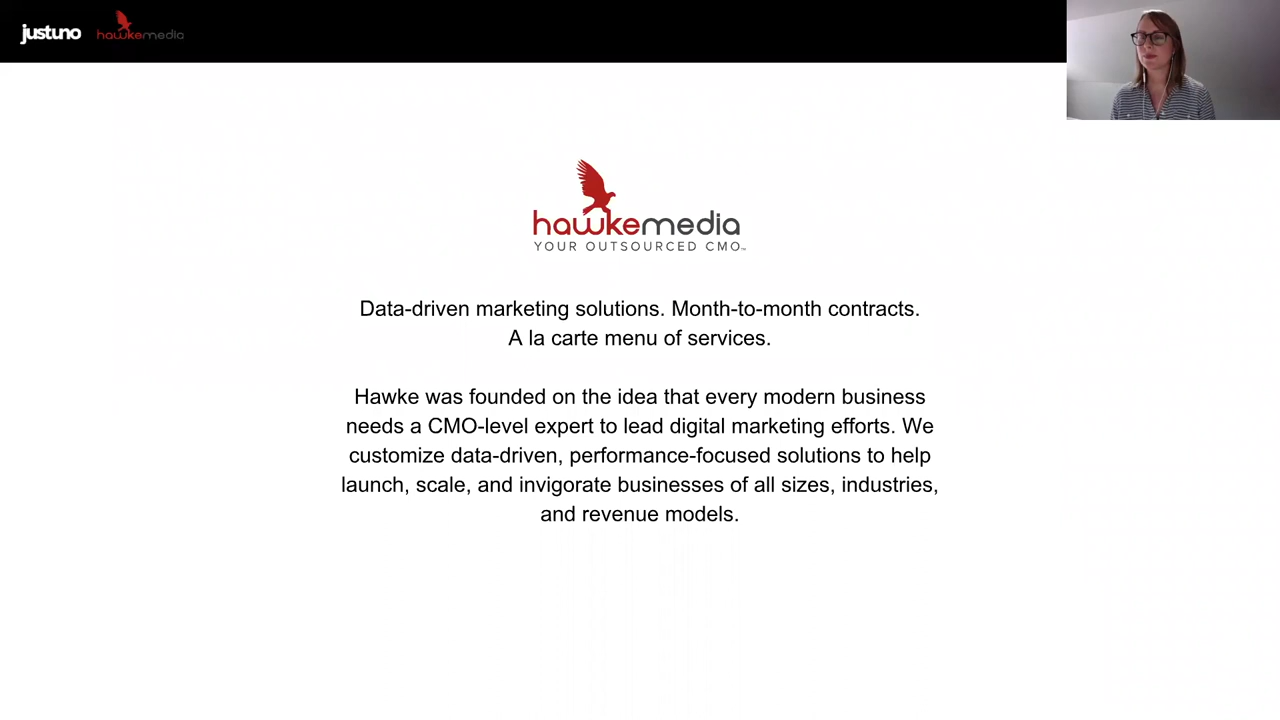 justuno hawkemedia
hawkemedia
YOUR OUTSOURCED CMO™
Data-driven marketing solutions. Month-to-month contracts.
A la carte menu of services.
Hawke was founded on the idea that every modern business
needs a CMO-level expert to lead digital marketing efforts. We
customize data-driven, performance-focused solutions to help
launch, scale, and invigorate businesses of all sizes, industries,
and revenue models.